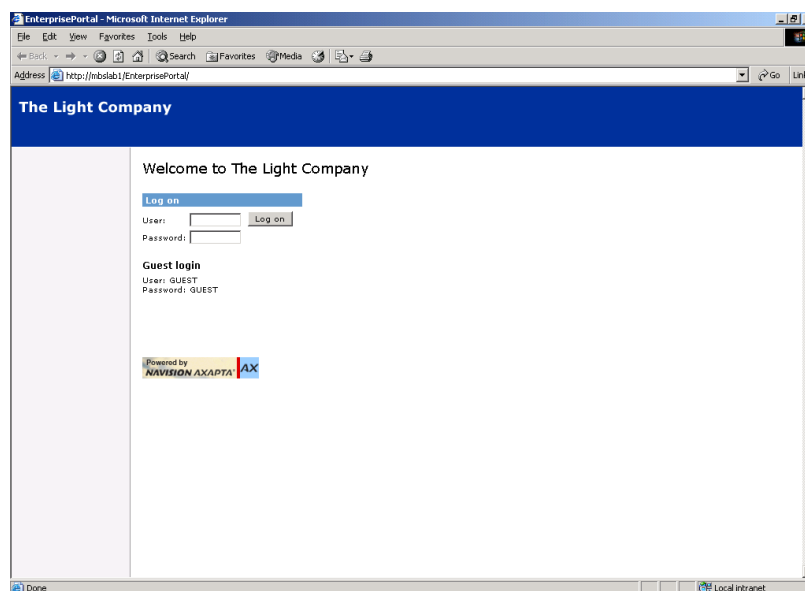 EnterprisePortal - Microsoft Internet Explorer
File Edit View Favorites Tools Help
Back Search Favorites Media
Address http://mbslab1/EnterprisePortal/ Go
The Light Company
Welcome to The Light Company
Log on
User: Log on
Password:
Guest login
User: GUEST
Password: GUEST
Powered by
NAVISION AXAPTA AX
Done Local intranet